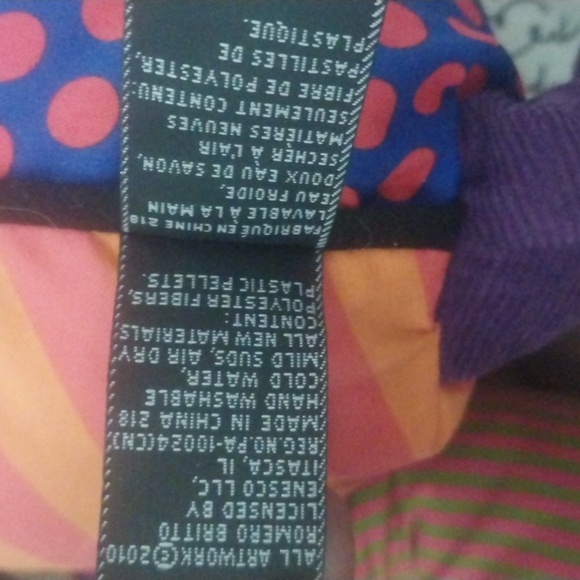 ALL ARTWORK©2010
ROMERO BRITTO
LICENSED BY
ENESCO LLC,
ITASCA, IL
REG.NO.PA-10024(CN)
MADE IN CHINA 218
HAND WASHABLE
COLD WATER,
MILD SUDS, AIR DRY
ALL NEW MATERIALS
CONTENT:
POLYESTER FIBERS,
PLASTIC PELLETS.
FABRIQUÉ EN CHINE 218
LAVABLE À LA MAIN
EAU FROIDE,
DOUX EAU DE SAVON,
SECHER À L'AIR
MATIÈRES NEUVES
SEULEMENT CONTENU:
FIBRE DE POLYESTER,
PASTILLES DE
PLASTIQUE.